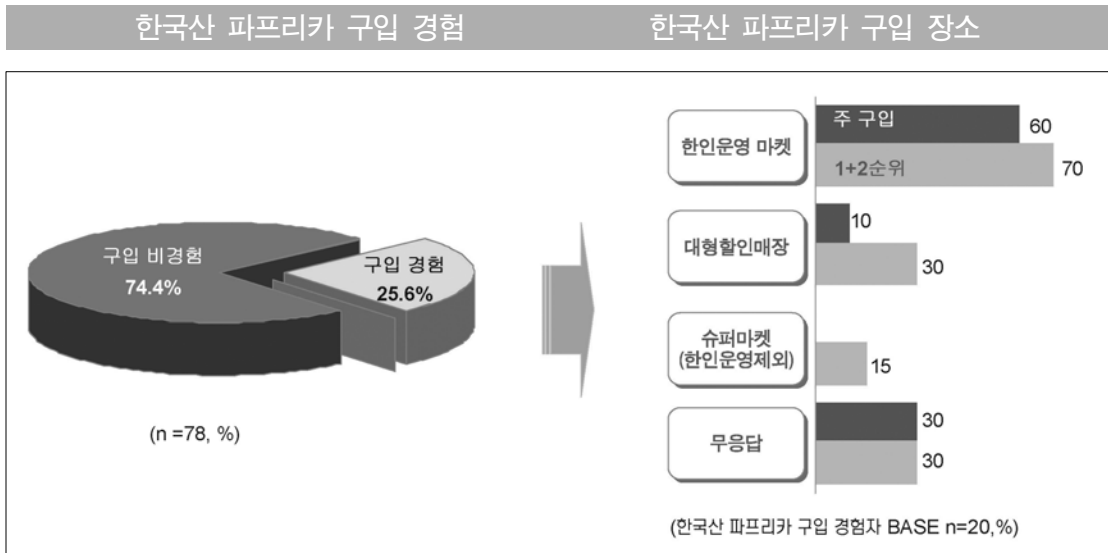 한국산 파프리카 구입 경험
한국산 파프리카 구입 장소
구입 비경험
74.4%
구입 경험
25.6%
(n =78, %)
한인운영 마켓
주 구입
60
1+2순위
70
대형할인매장
10
30
슈퍼마켓
(한인운영제외)
15
무응답
30
30
(한국산 파프리카 구입 경험자 BASE n=20,%)